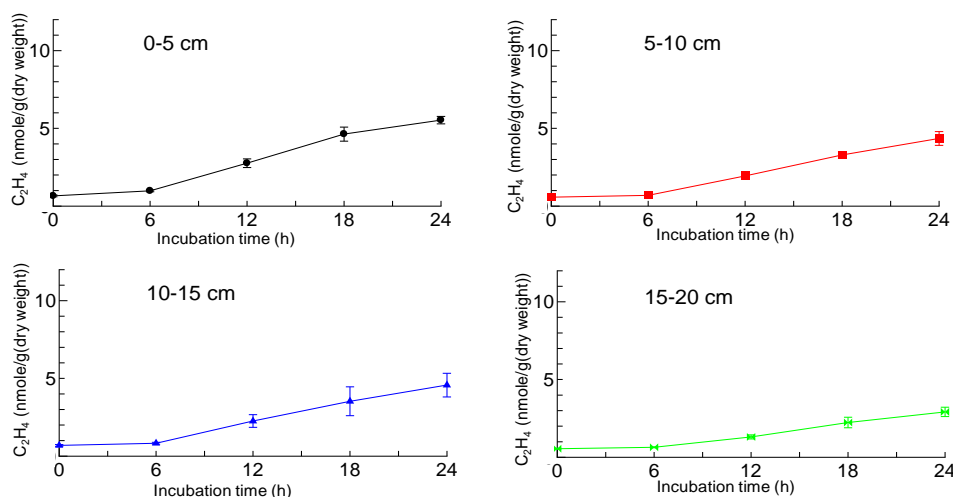 0-5 cm
C₂H₄ (nmole/g(dry weight))
10
5
0
0 6 12 18 24
Incubation time (h)
5-10 cm
C₂H₄ (nmole/g(dry weight))
10
5
0
0 6 12 18 24
Incubation time (h)
10-15 cm
C₂H₄ (nmole/g(dry weight))
10
5
0 6 12 18 24
Incubation time (h)
15-20 cm
C₂H₄ (nmole/g(dry weight))
10
5
0 6 12 18 24
Incubation time (h)